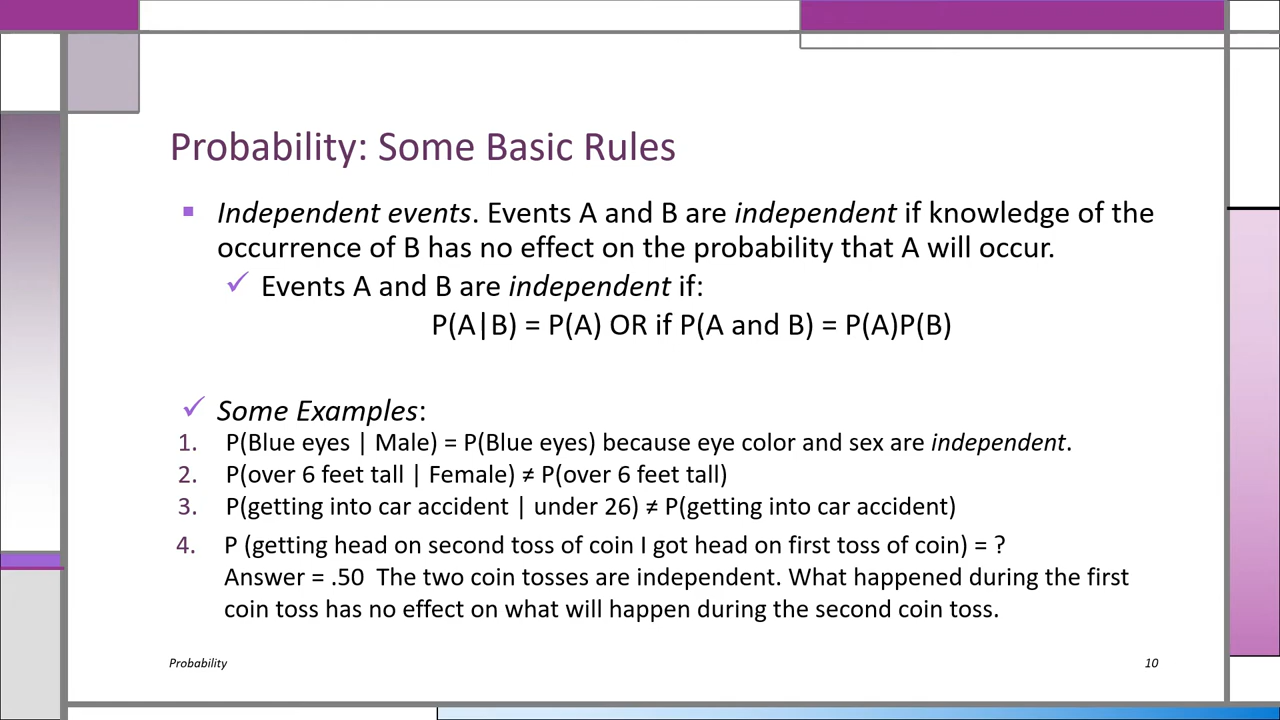 Probability: Some Basic Rules
▪ Independent events. Events A and B are independent if knowledge of the
occurrence of B has no effect on the probability that A will occur.
✓ Events A and B are independent if:
P(A|B) = P(A) OR if P(A and B) = P(A)P(B)
✓ Some Examples:
1. P(Blue eyes | Male) = P(Blue eyes) because eye color and sex are independent.
2. P(over 6 feet tall | Female) ≠ P(over 6 feet tall)
3. P(getting into car accident | under 26) ≠ P(getting into car accident)
4. P (getting head on second toss of coin I got head on first toss of coin) = ?
Answer = .50 The two coin tosses are independent. What happened during the first
coin toss has no effect on what will happen during the second coin toss.
Probability 10